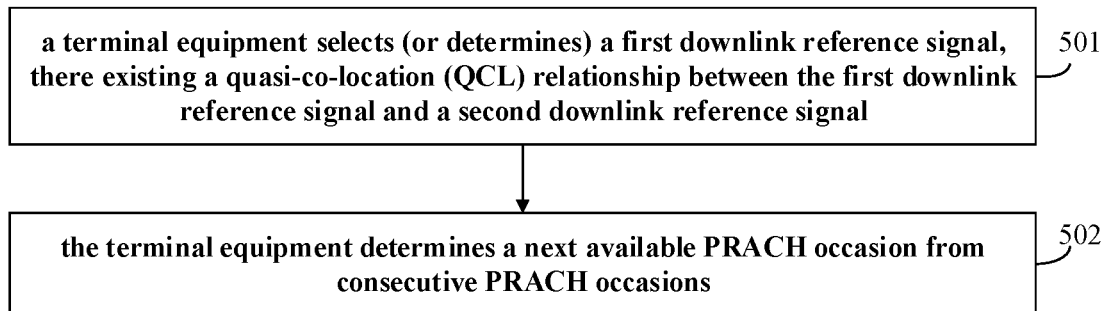 a terminal equipment selects (or determines) a first downlink reference signal,
there existing a quasi-co-location (QCL) relationship between the first downlink
reference signal and a second downlink reference signal
501
the terminal equipment determines a next available PRACH occasion from
consecutive PRACH occasions
502